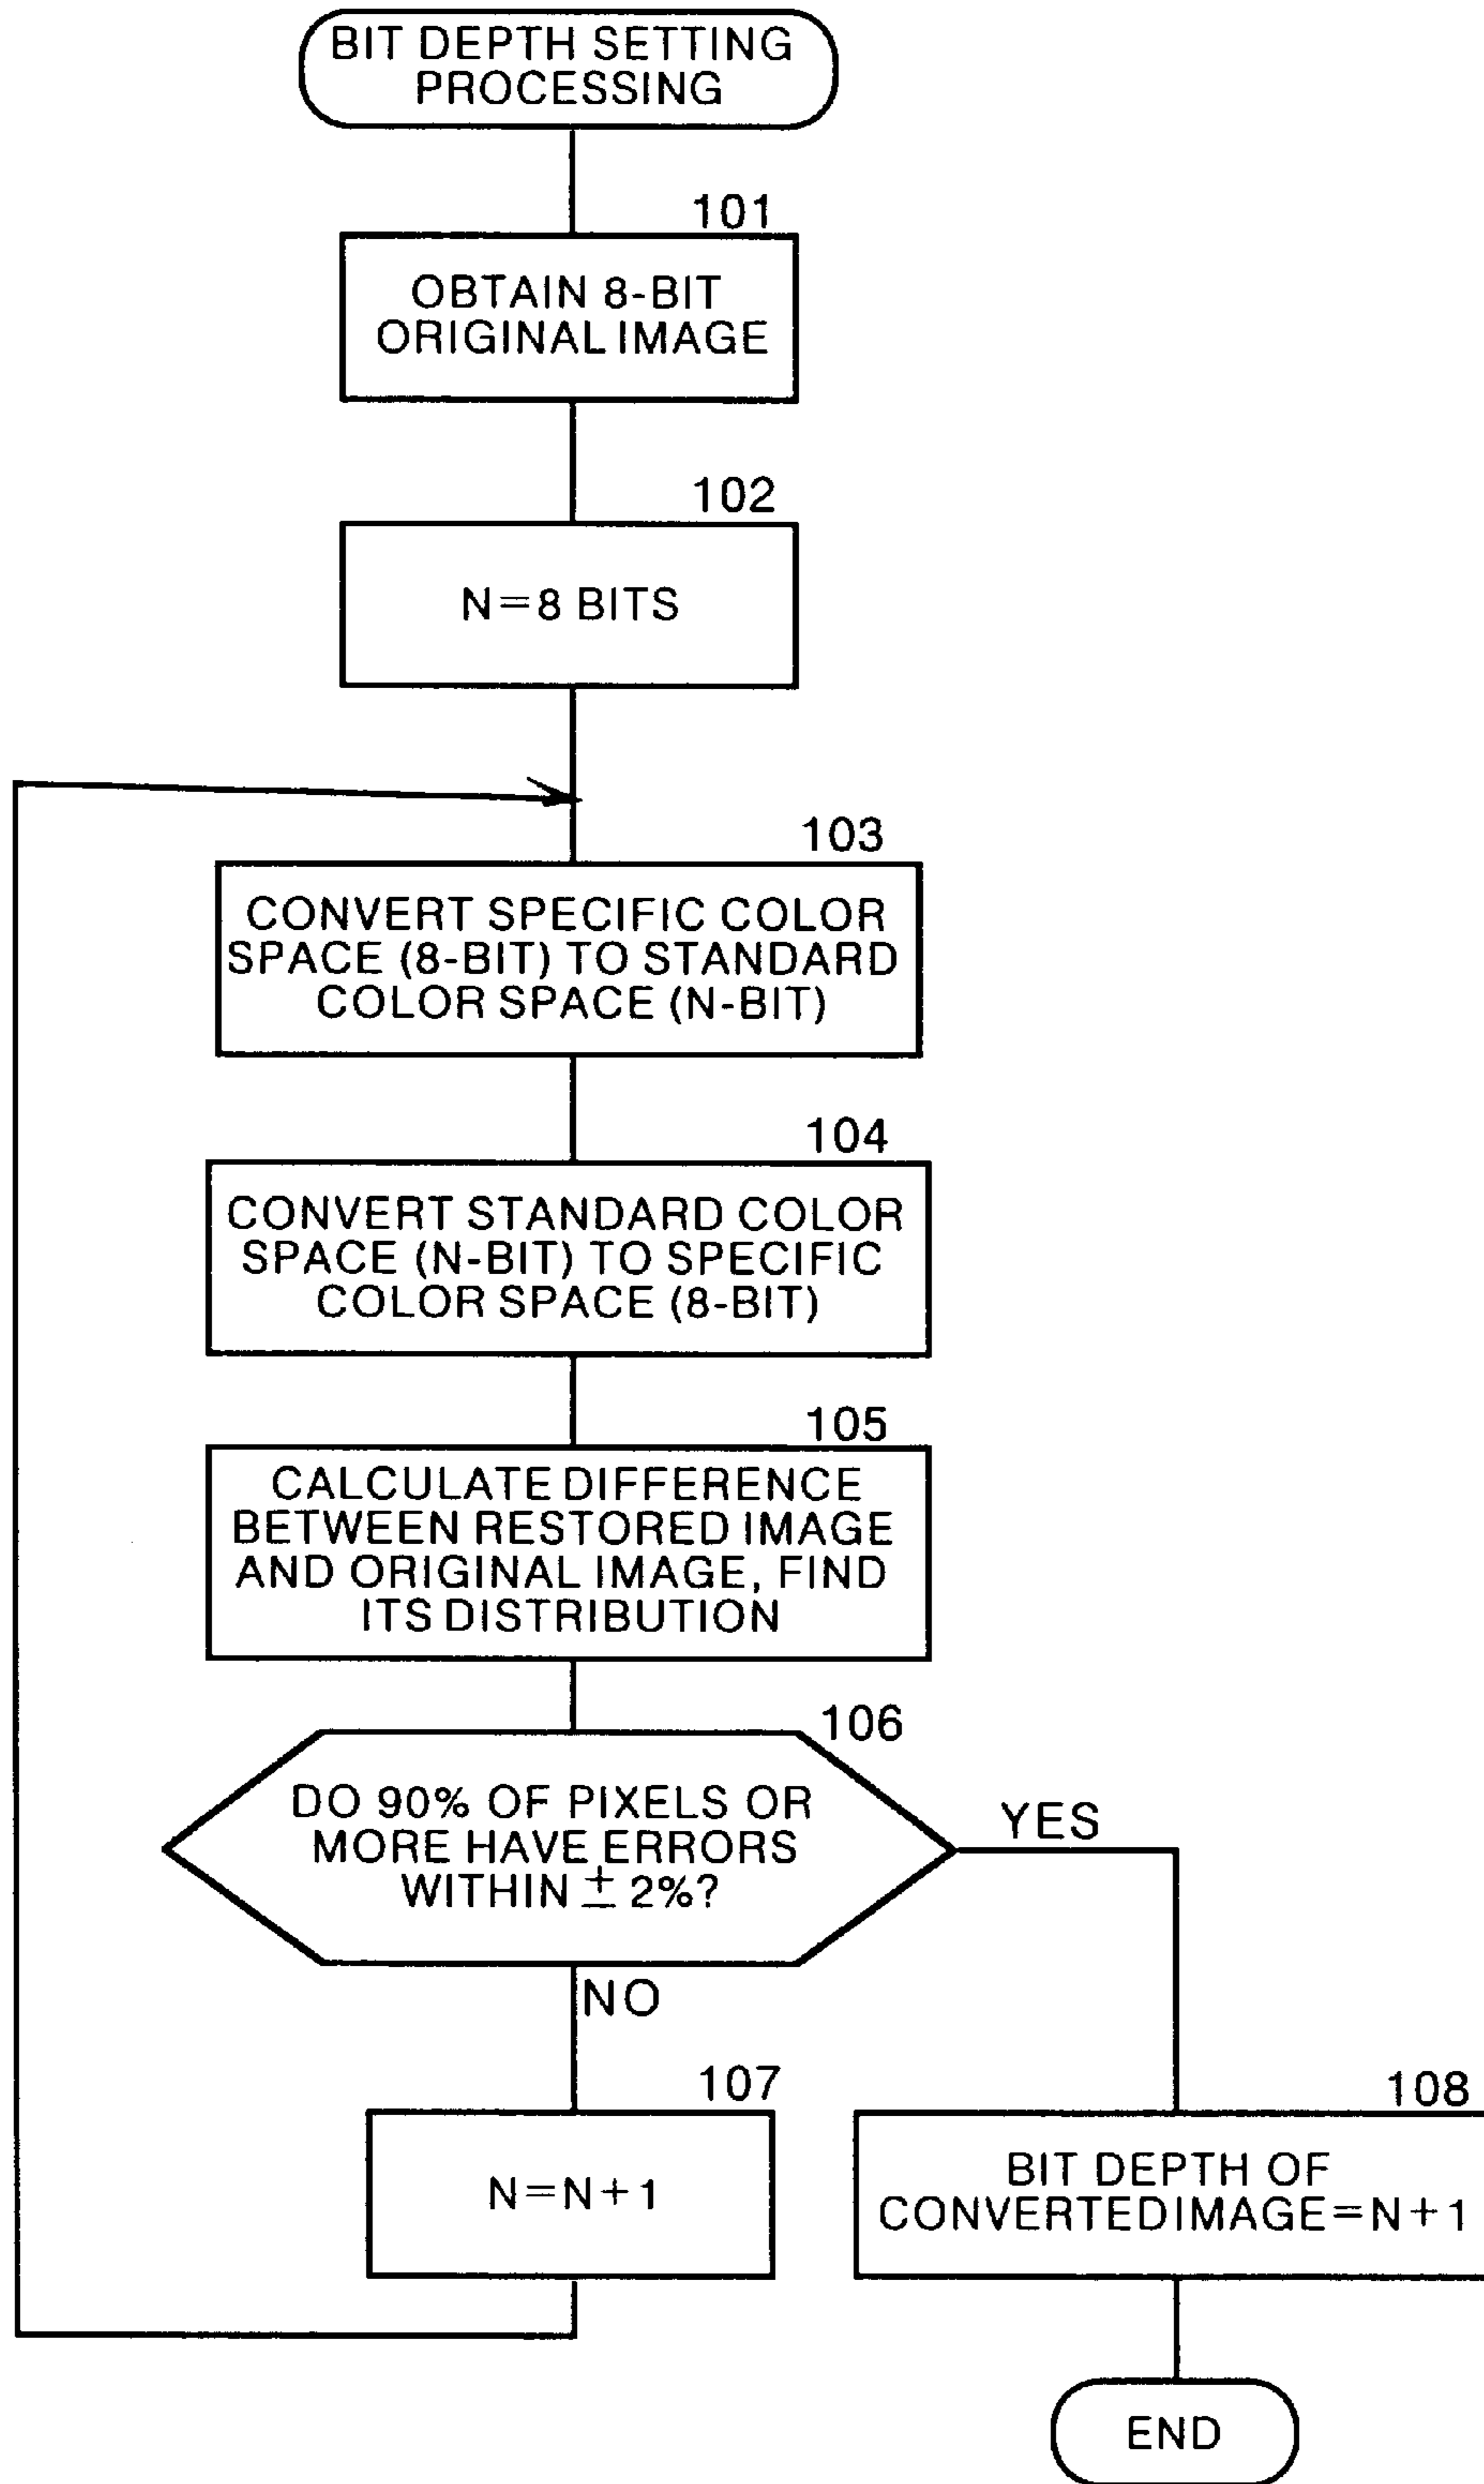 BIT DEPTH SETTING
PROCESSING
101
OBTAIN 8-BIT
ORIGINAL IMAGE
102
N=8 BITS
103
CONVERT SPECIFIC COLOR
SPACE (8-BIT) TO STANDARD
COLOR SPACE (N-BIT)
104
CONVERT STANDARD COLOR
SPACE (N-BIT) TO SPECIFIC
COLOR SPACE (8-BIT)
105
CALCULATE DIFFERENCE
BETWEEN RESTORED IMAGE
AND ORIGINAL IMAGE, FIND
ITS DISTRIBUTION
106
DO 90% OF PIXELS OR
MORE HAVE ERRORS
WITHIN ± 2%?
YES
NO
107
N=N+1
108
BIT DEPTH OF
CONVERTED IMAGE=N+1
END